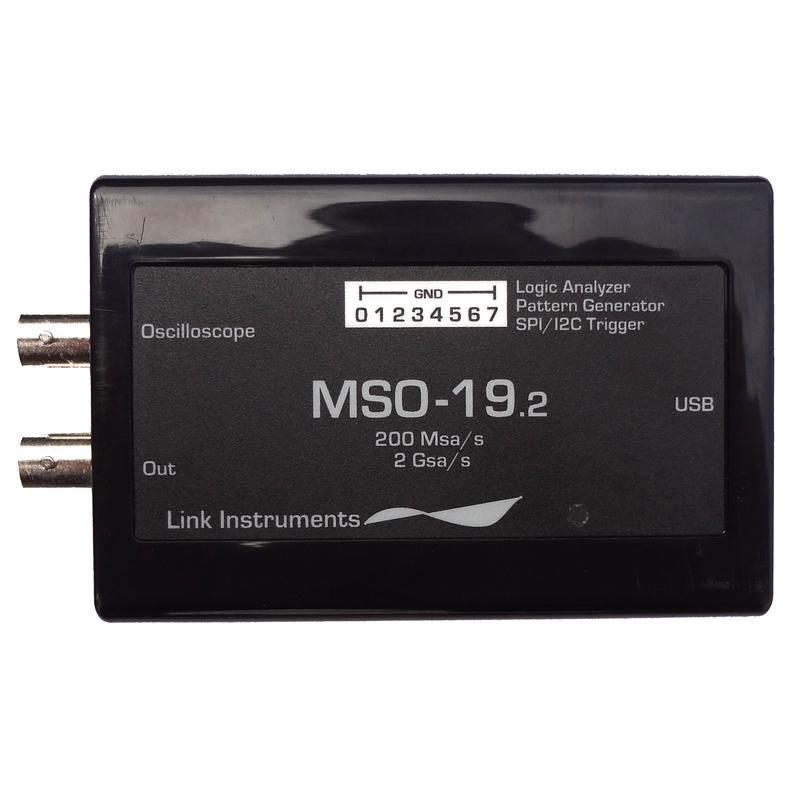 GND
01234567
Logic Analyzer
Pattern Generator
SPI/I2C Trigger
Oscilloscope
MSO-19.2
USB
200 Msa/s
2 Gsa/s
Out
Link Instruments